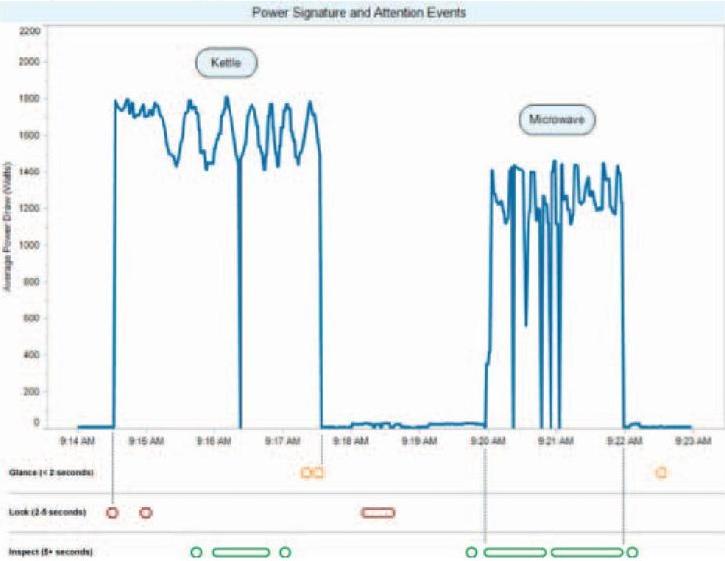 Power Signature and Attention Events
Kettle
Microwave
Average Power Draw (Watts)
2200
2000
1800
1600
1400
1200
1000
800
600
400
200
0
9:14 AM 9:15 AM 9:16 AM 9:17 AM 9:18 AM 9:19 AM 9:20 AM 9:21 AM 9:22 AM 9:23 AM
Glance (< 2 seconds)
Look (2-5 seconds)
Inspect (5+ seconds)